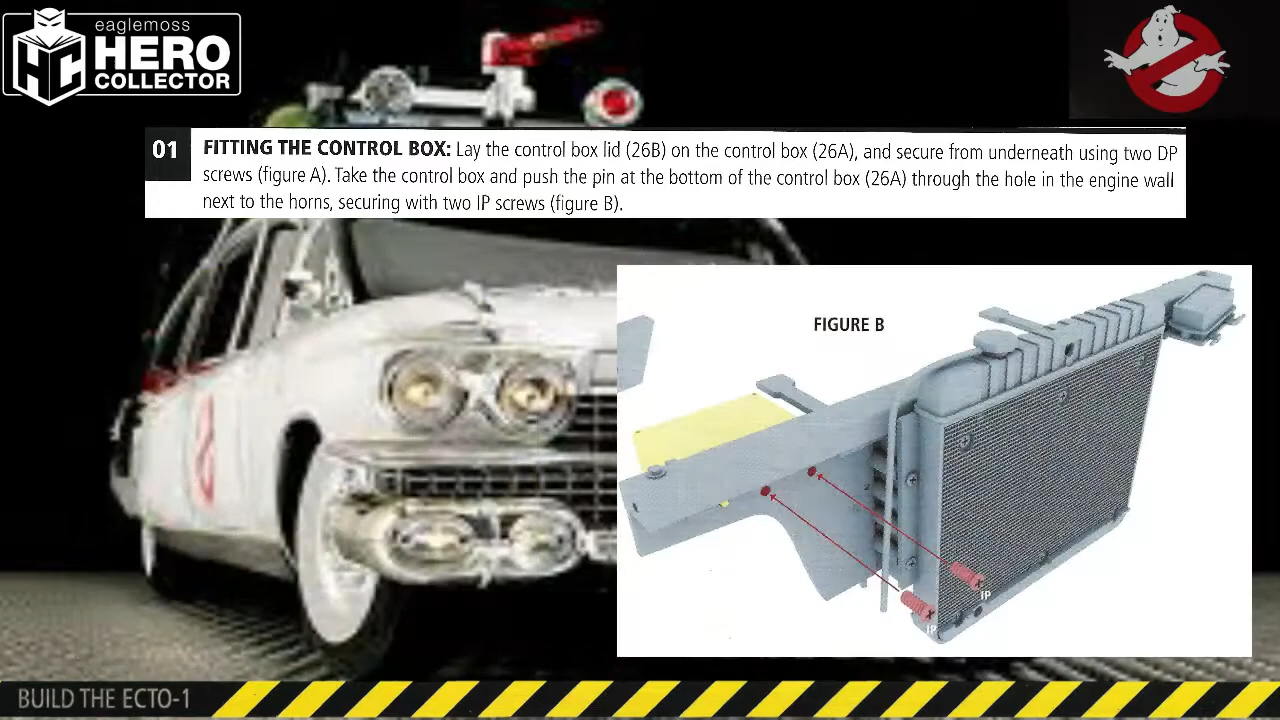 eaglemoss
HERO
COLLECTOR
HC
01 FITTING THE CONTROL BOX: Lay the control box lid (26B) on the control box (26A), and secure from underneath using two DP
screws (figure A). Take the control box and push the pin at the bottom of the control box (26A) through the hole in the engine wall
next to the horns, securing with two IP screws (figure B).
FIGURE B
IP
IP
BUILD THE ECTO-1